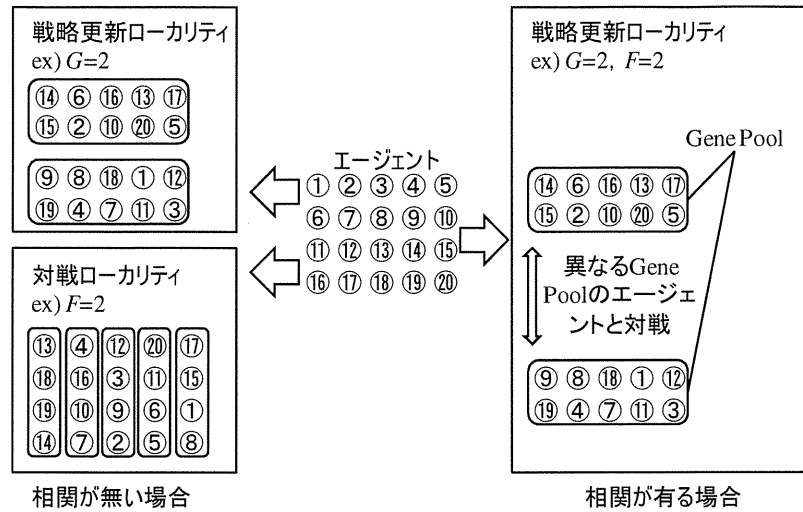 戦略更新ローカリティ
ex) G=2
⑭ ⑥ ⑯ ⑬ ⑰
⑮ ② ⑩ ⑳ ⑤
⑨ ⑧ ⑱ ① ⑫
⑲ ④ ⑦ ⑪ ③
対戦ローカリティ
ex) F=2
⑬ ④ ⑫ ⑳ ⑰
⑱ ⑯ ③ ⑪ ⑮
⑲ ⑩ ⑨ ⑥ ①
⑭ ⑦ ② ⑤ ⑧
相関が無い場合
エージェント
① ② ③ ④ ⑤
⑥ ⑦ ⑧ ⑨ ⑩
⑪ ⑫ ⑬ ⑭ ⑮
⑯ ⑰ ⑱ ⑲ ⑳
戦略更新ローカリティ
ex) G=2, F=2
Gene Pool
⑭ ⑥ ⑯ ⑬ ⑰
⑮ ② ⑩ ⑳ ⑤
異なるGene
Poolのエージェ
ントと対戦
⑨ ⑧ ⑱ ① ⑫
⑲ ④ ⑦ ⑪ ③
相関が有る場合